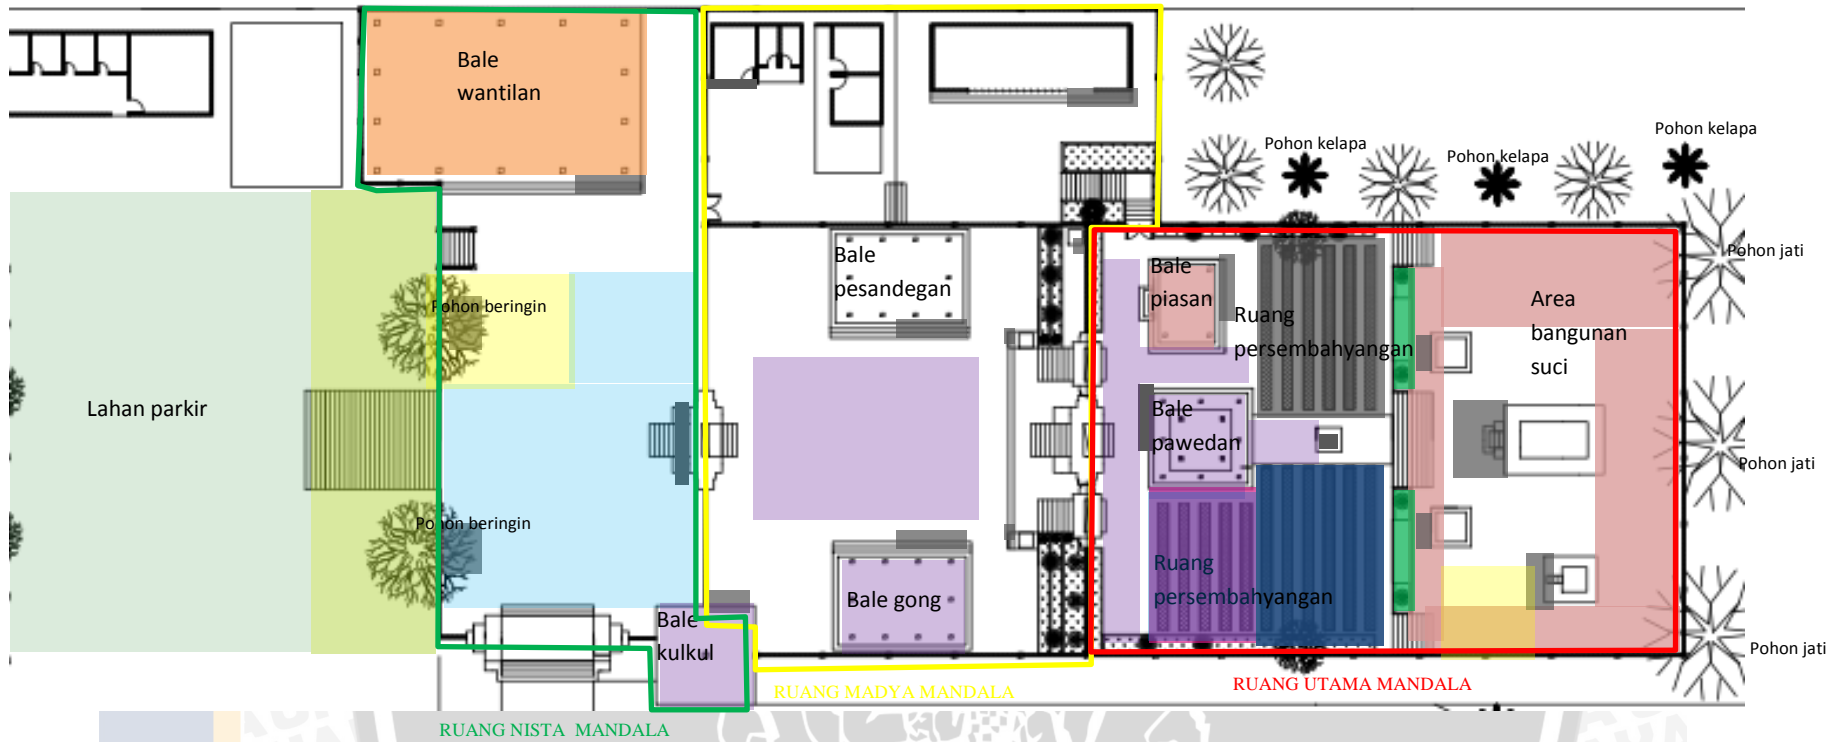 Bale
wantilan
Pohon kelapa
Pohon kelapa
Pohon kelapa
Bale
pesandegan
Bale
piasan
Ruang
persembahyangan
Area
bangunan
suci
Pohon jati
Pohon beringin
Lahan parkir
Bale
pawedan
Pohon jati
Pohon beringin
Ruang
persembahyangan
Bale gong
Bale
kulkul
Pohon jati
RUANG MADYA MANDALA
RUANG UTAMA MANDALA
RUANG NISTA MANDALA